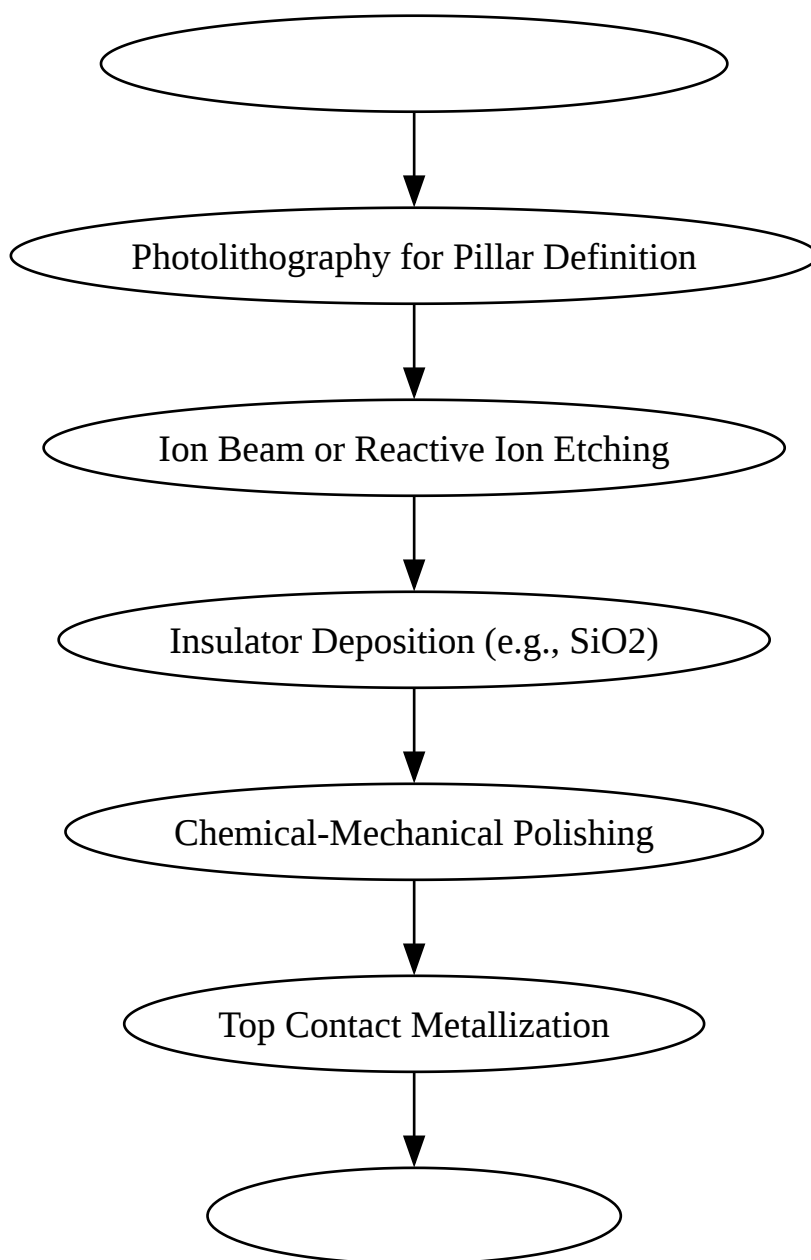 Photolithography for Pillar Definition
Ion Beam or Reactive Ion Etching
Insulator Deposition (e.g., SiO2)
Chemical-Mechanical Polishing
Top Contact Metallization